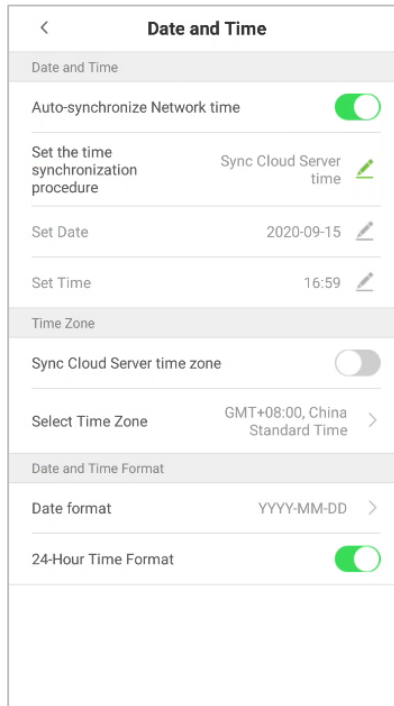 Date and Time
Date and Time
Auto-synchronize Network time
Set the time
synchronization
procedure
Sync Cloud Server
time
Set Date
2020-09-15
Set Time
16:59
Time Zone
Sync Cloud Server time zone
Select Time Zone
GMT+08:00, China
Standard Time
Date and Time Format
Date format
YYYY-MM-DD
24-Hour Time Format